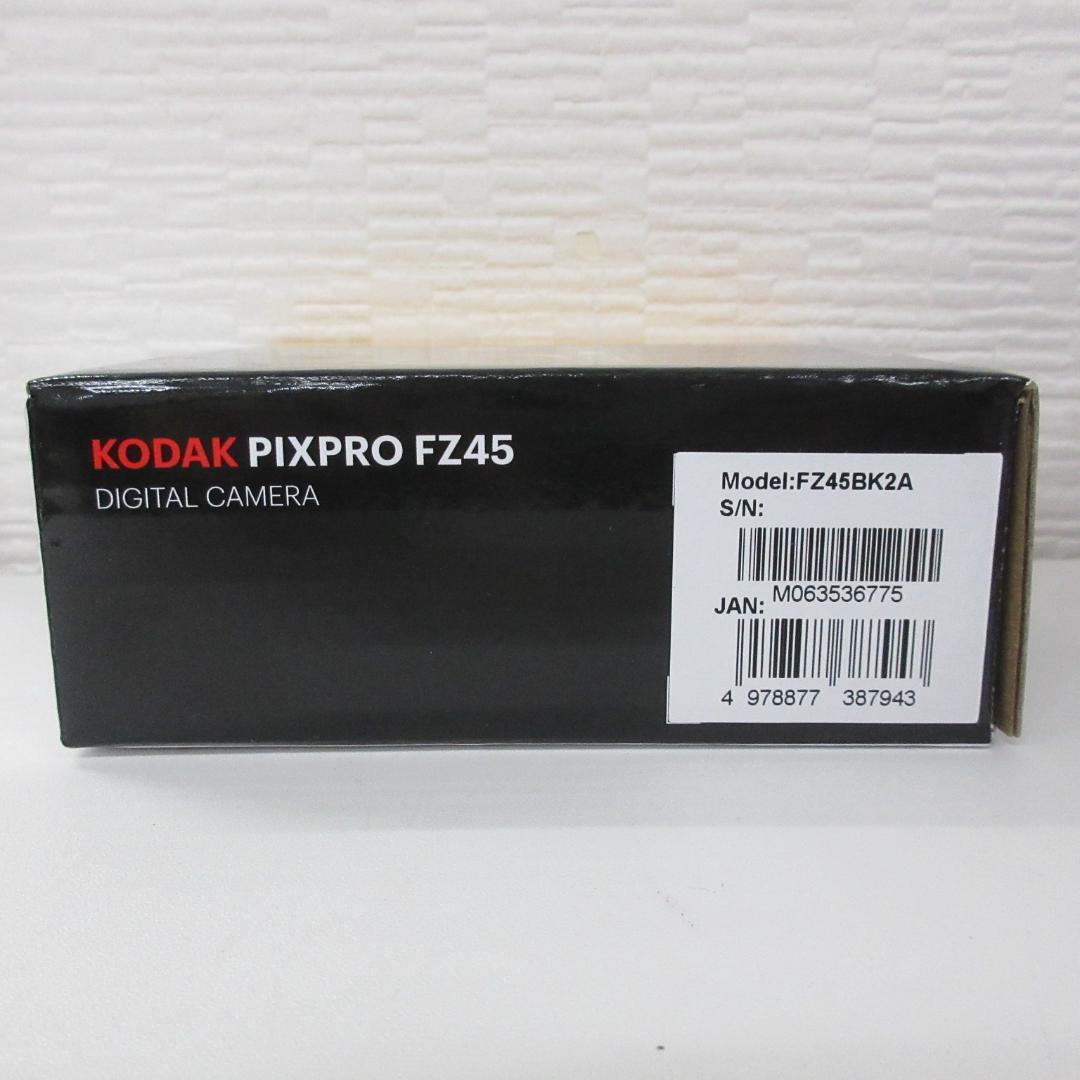 KODAK PIXPRO FZ45
DIGITAL CAMERA
Model:FZ45BK2A
S/N:
M063536775
JAN:
4 978877 387943